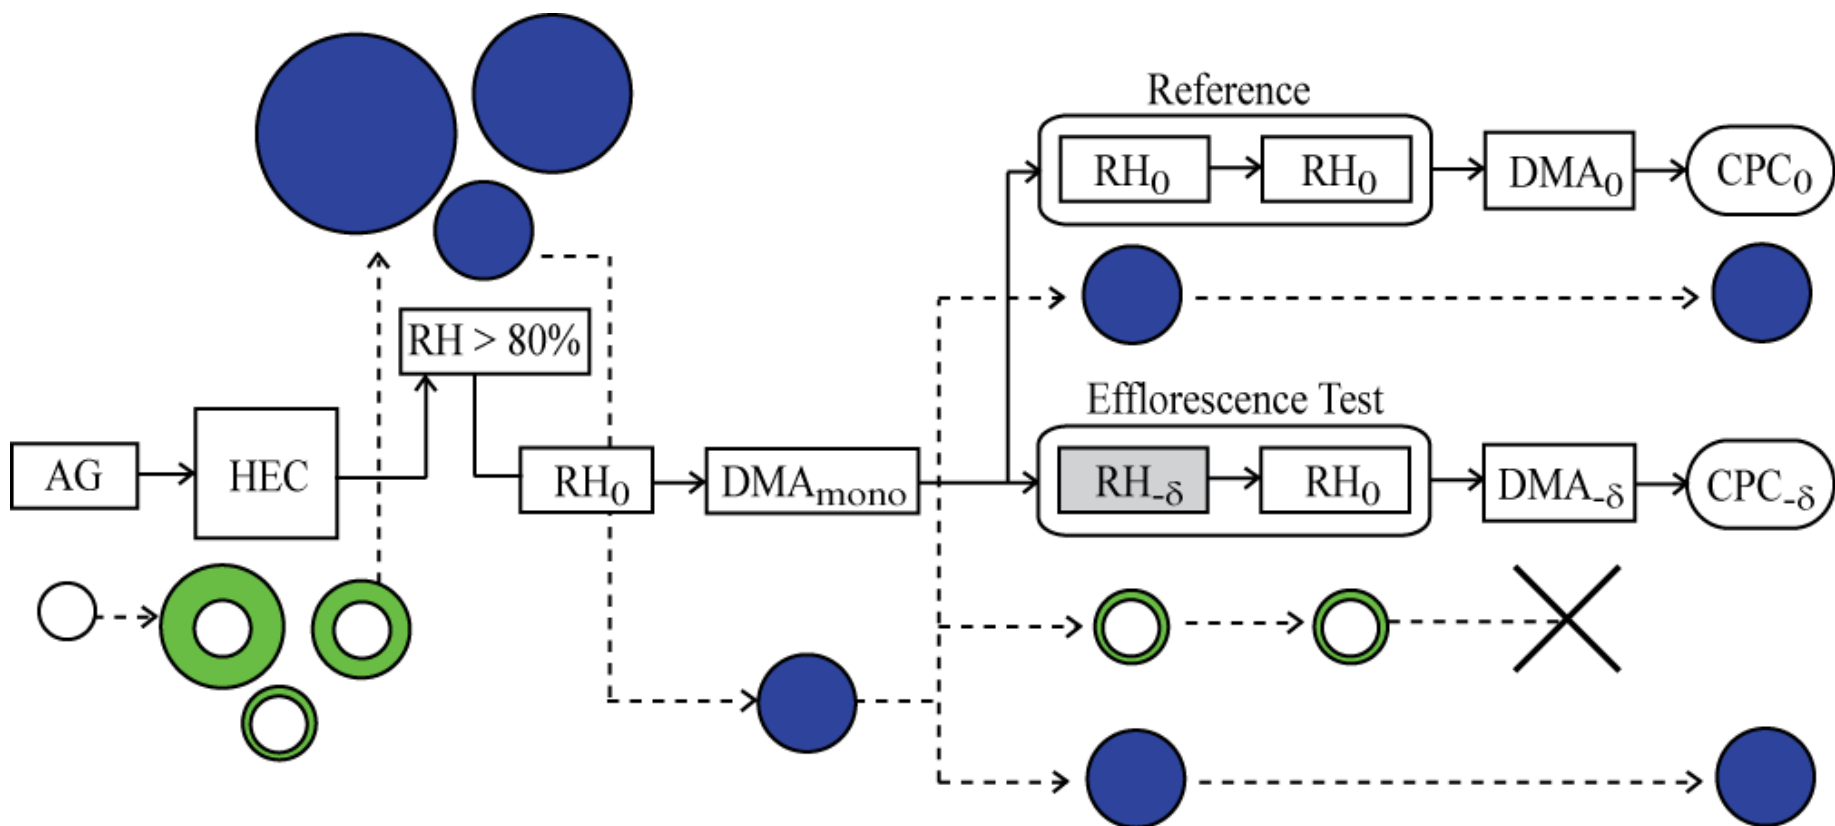 Reference
RH₀ RH₀ DMA₀ CPC₀
RH > 80%
Efflorescence Test
AG HEC RH₀ DMAmono RH-δ RH₀ DMA-δ CPC-δ